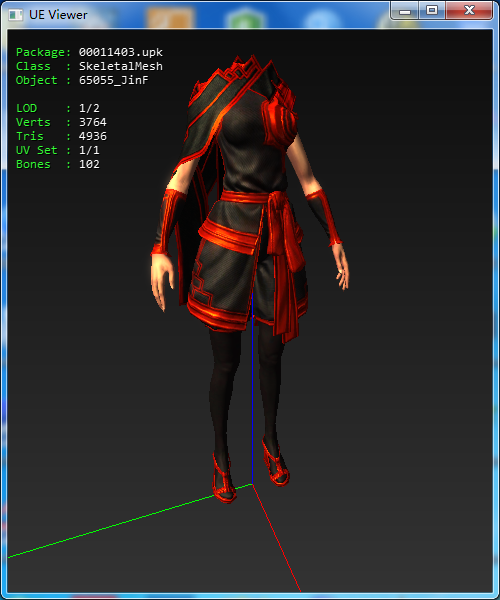 UE Viewer
Package: 00011403.upk
Class : SkeletalMesh
Object : 65055_JinF
LOD : 1/2
Verts : 3764
Tris : 4936
UV Set : 1/1
Bones : 102